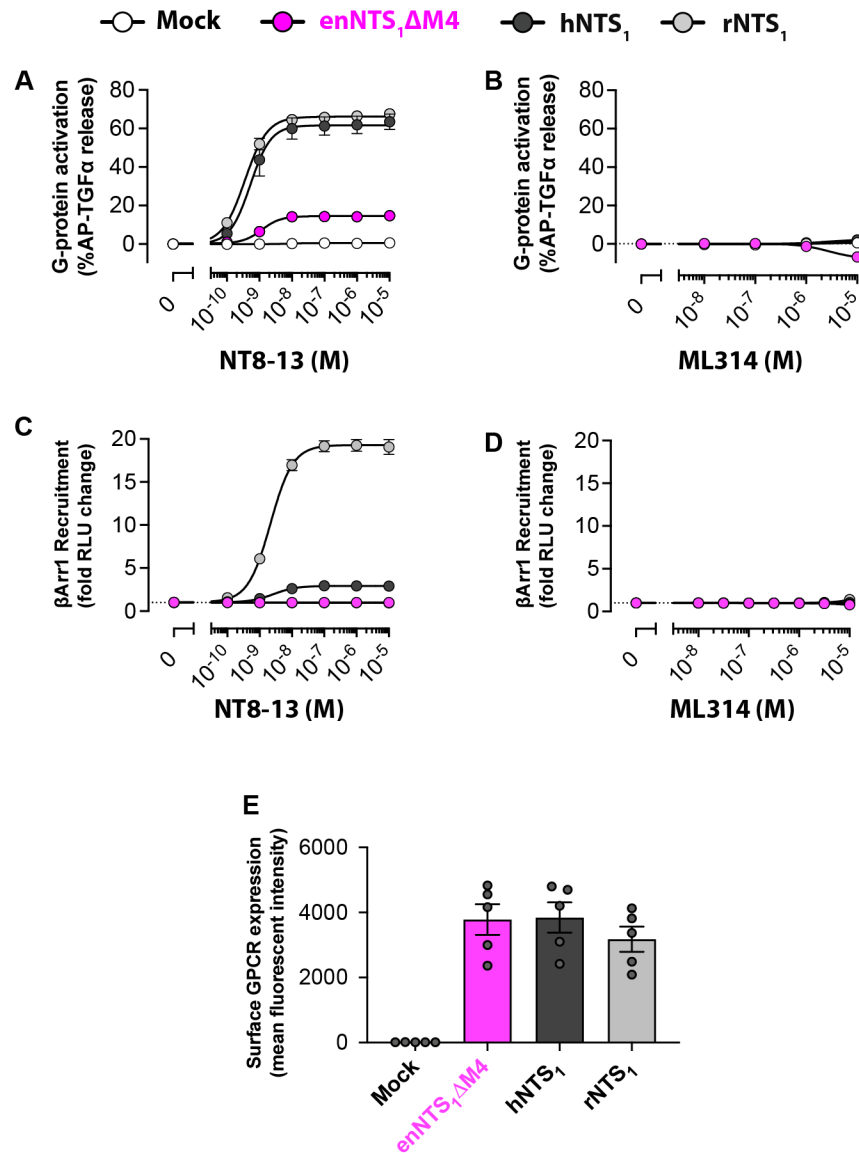 Mock enNTS₁ΔM4 hNTS₁ rNTS₁
A
G-protein activation
(%AP-TGFα release)
80
60
40
20
0
0 10⁻¹⁰ 10⁻⁹ 10⁻⁸ 10⁻⁷ 10⁻⁶ 10⁻⁵
NT8-13 (M)
B
G-protein activation
(%AP-TGFα release)
80
60
40
20
0
0 10⁻⁸ 10⁻⁷ 10⁻⁶ 10⁻⁵
ML314 (M)
C
βArr1 Recruitment
(fold RLU change)
20
15
10
5
0
0 10⁻¹⁰ 10⁻⁹ 10⁻⁸ 10⁻⁷ 10⁻⁶ 10⁻⁵
NT8-13 (M)
D
βArr1 Recruitment
(fold RLU change)
20
15
10
5
0
0 10⁻⁸ 10⁻⁷ 10⁻⁶ 10⁻⁵
ML314 (M)
E
Surface GPCR expression
(mean fluorescent intensity)
6000
4000
2000
0
Mock enNTS₁ΔM4 hNTS₁ rNTS₁